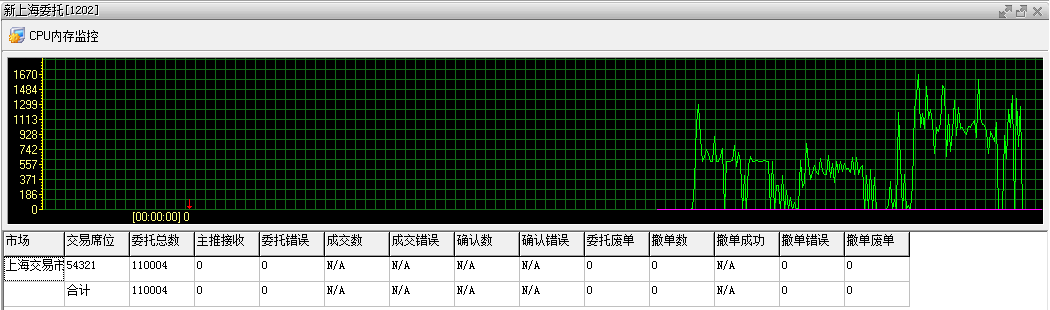 新上海委托[1202]
CPU内存监控
1670
1484
1299
1113
928
742
557
371
186
0
[00:00:00] 0
市场 交易席位 委托总数 主推接收 委托错误 成交数 成交错误 确认数 确认错误 委托废单 撤单数 撤单成功 撤单错误 撤单废单
上海交易市 54321 110004 0 0 N/A N/A N/A N/A 0 0 N/A 0 0
合计 110004 0 0 N/A N/A N/A N/A 0 0 N/A 0 0